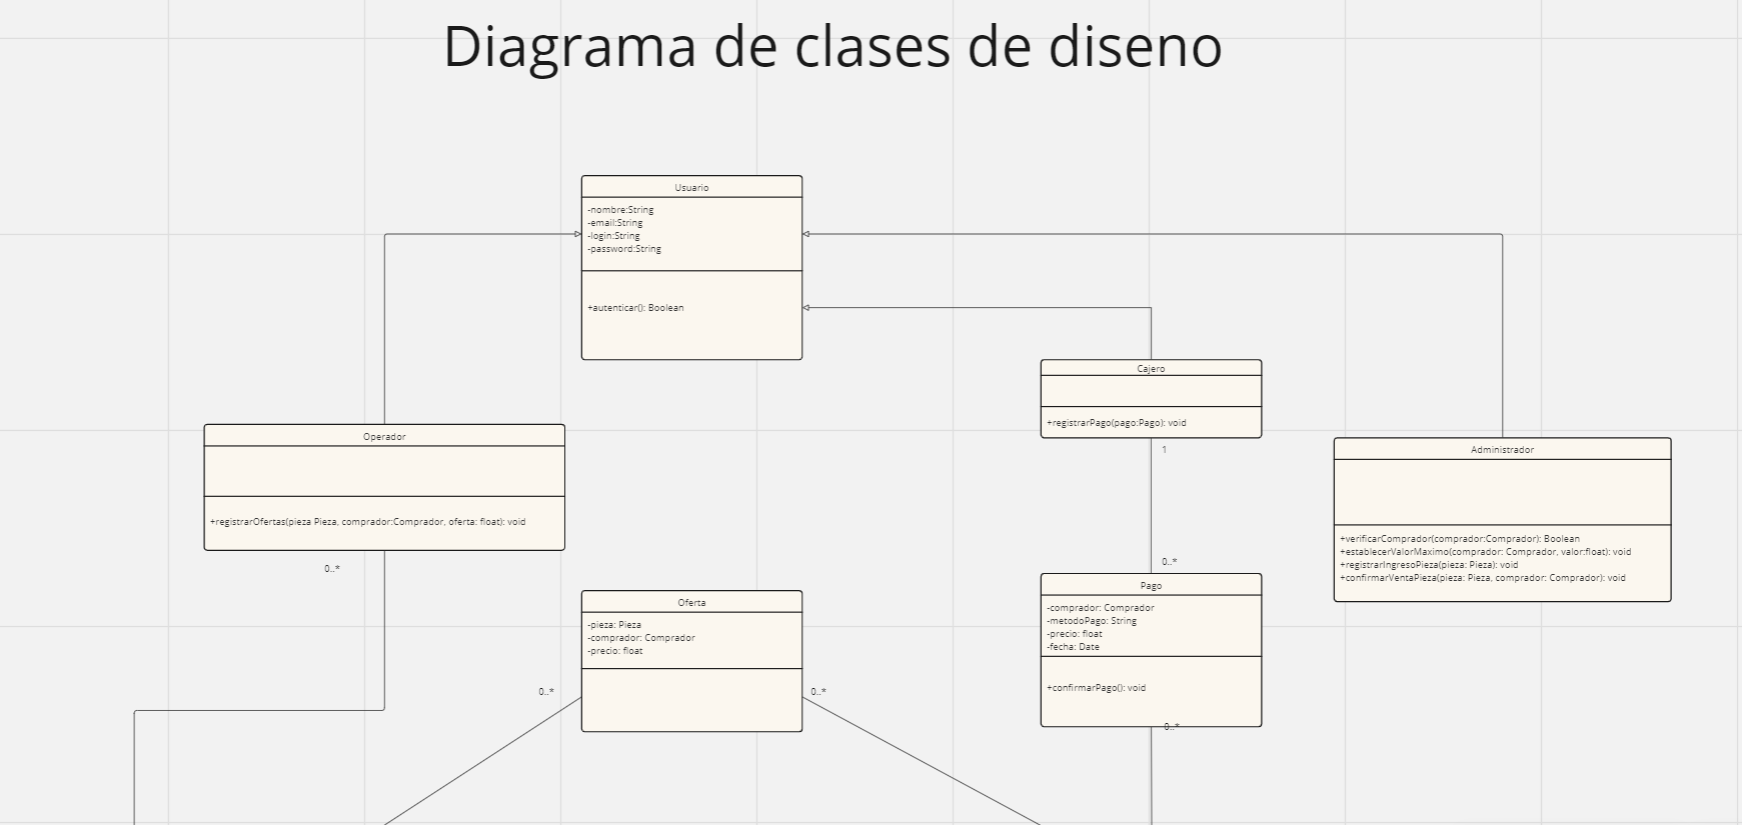 Diagrama de clases de diseno
Usuario
-nombre:String
-email:String
-login:String
-password:String
+autenticar(): Boolean
Cajero
+registrarPago(pago:Pago): void
1
Operador
+registrarOfertas(pieza Pieza, comprador:Comprador, oferta: float): void
0..*
Administrador
+verificarComprador(comprador:Comprador): Boolean
+establecerValorMaximo(comprador: Comprador, valor:float): void
+registrarIngresoPieza(pieza: Pieza): void
+confirmarVentaPieza(pieza: Pieza, comprador: Comprador): void
0..*
Oferta
-pieza: Pieza
-comprador: Comprador
-precio: float
0..*
0..*
Pago
-comprador: Comprador
-metodoPago: String
-precio: float
-fecha: Date
+confirmarPago(): void
0..*